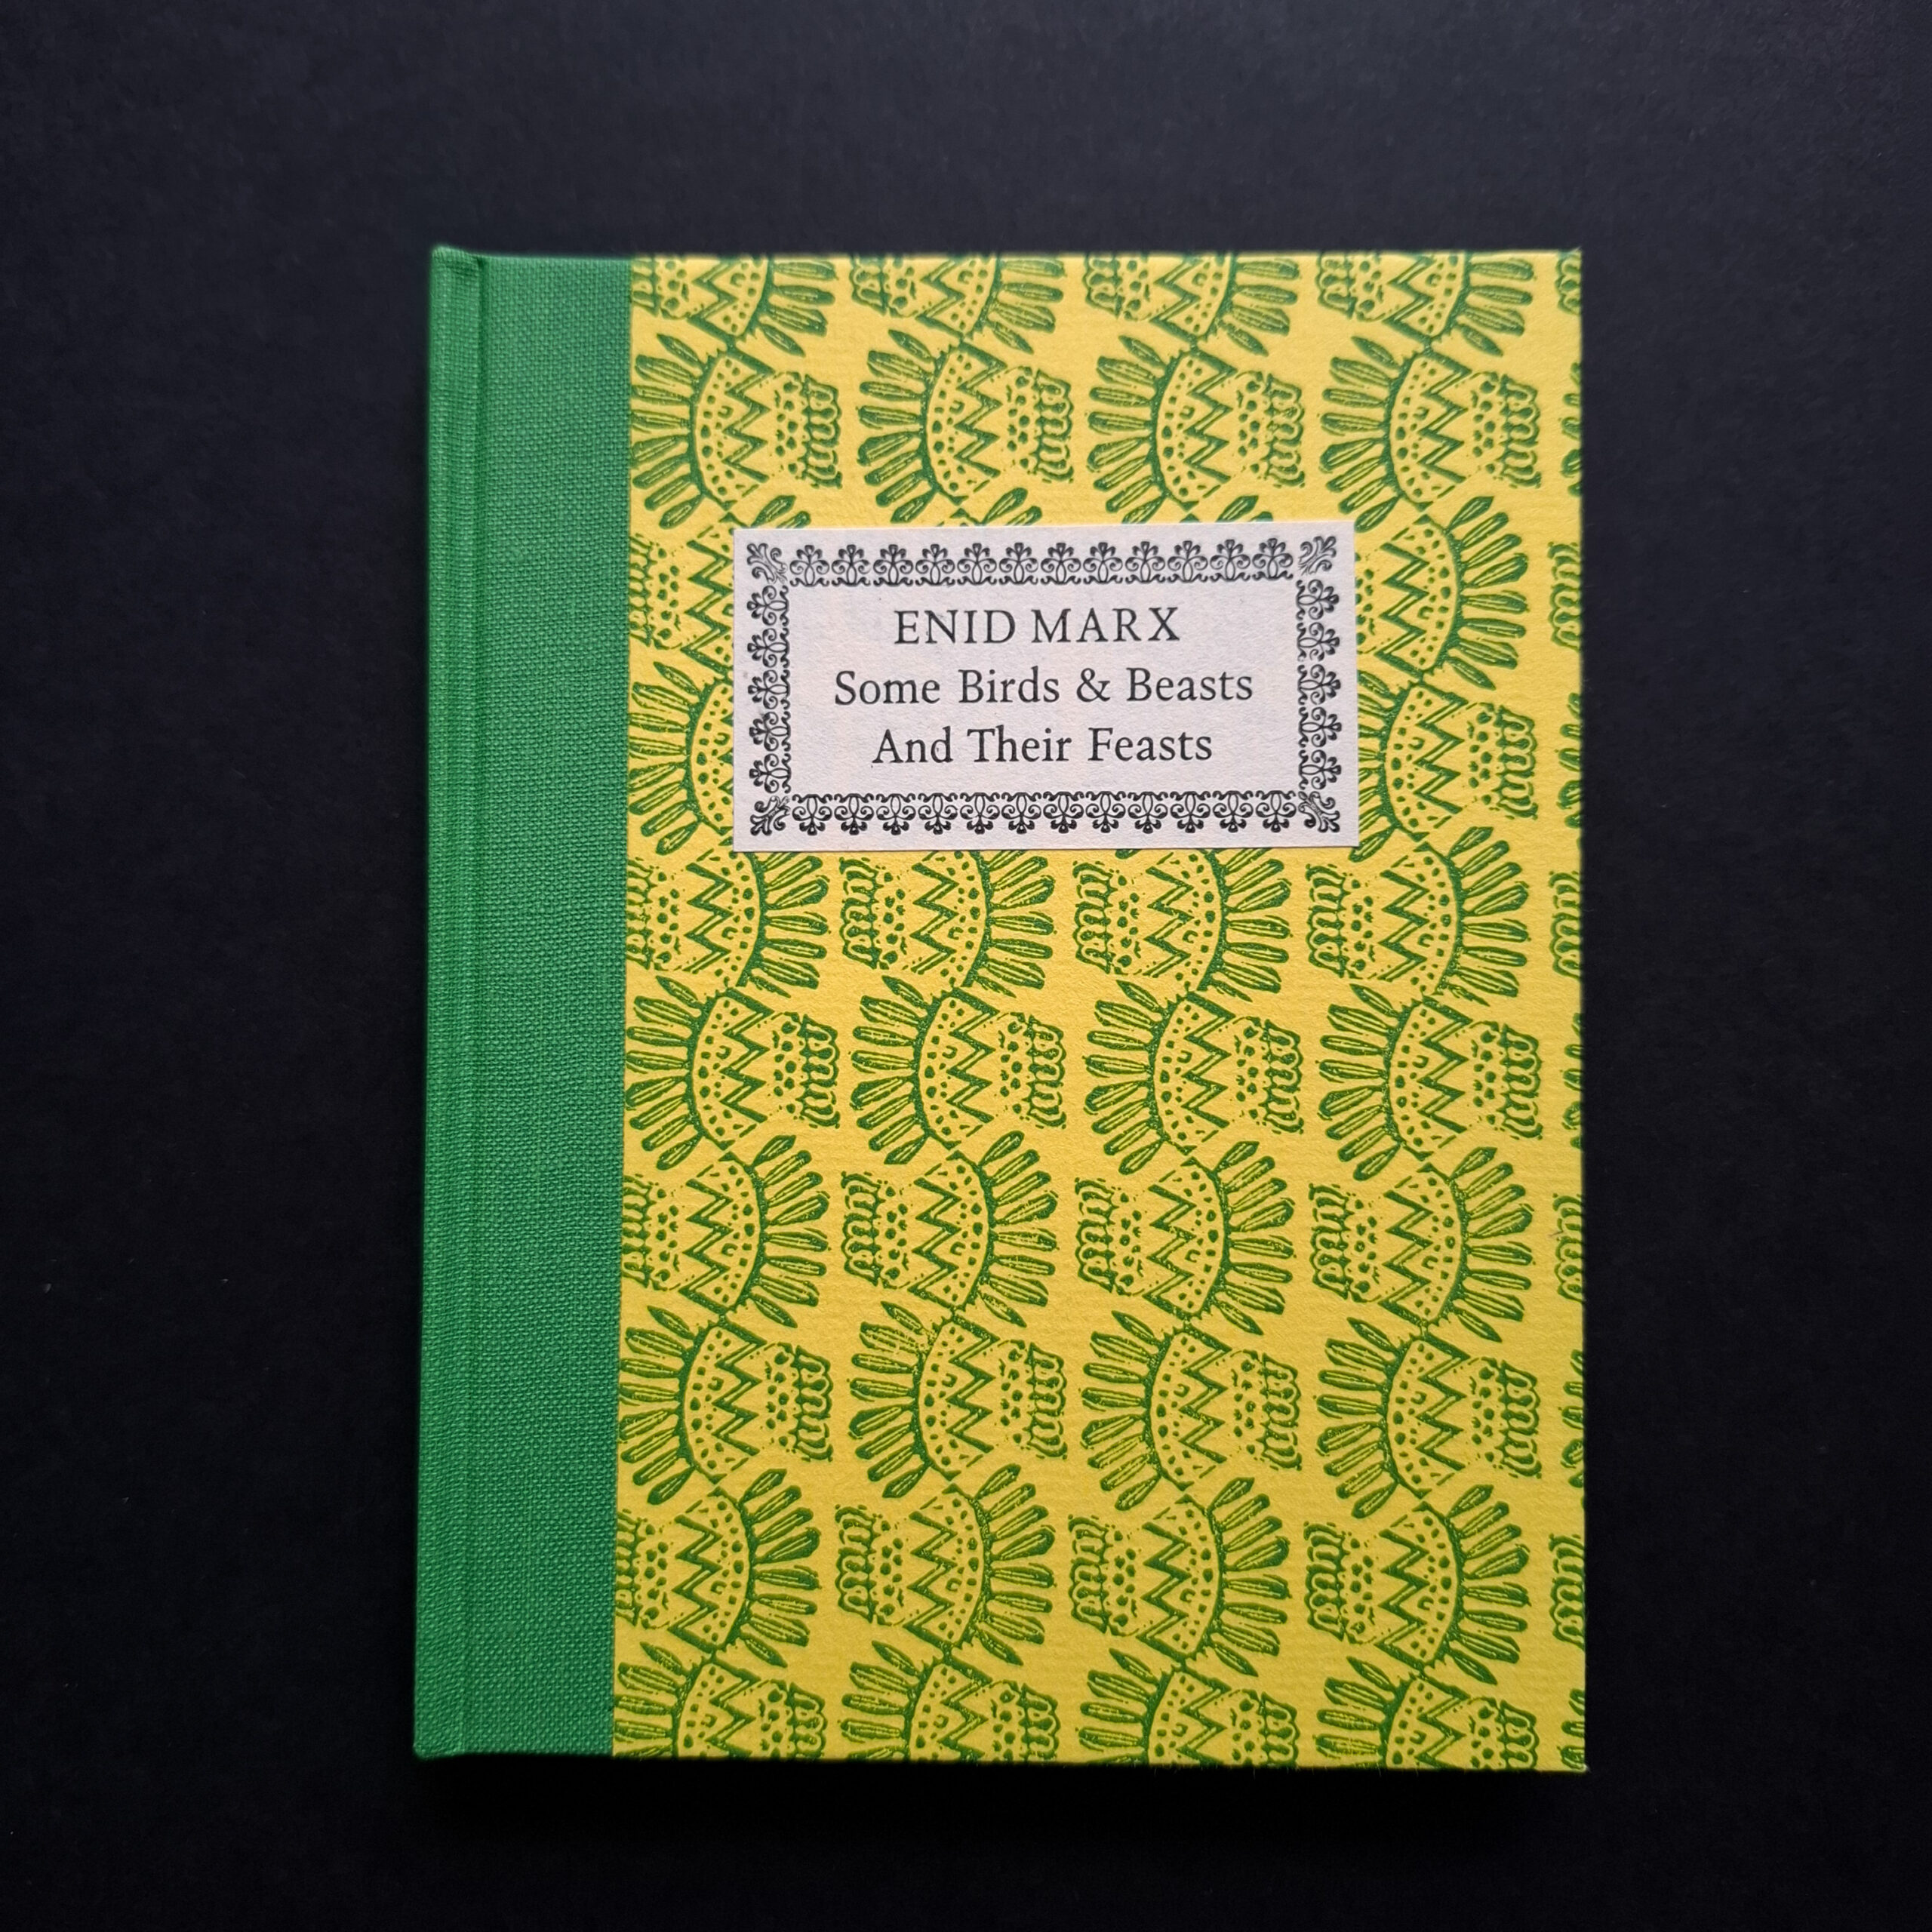 ENID MARX
Some Birds & Beasts
And Their Feasts